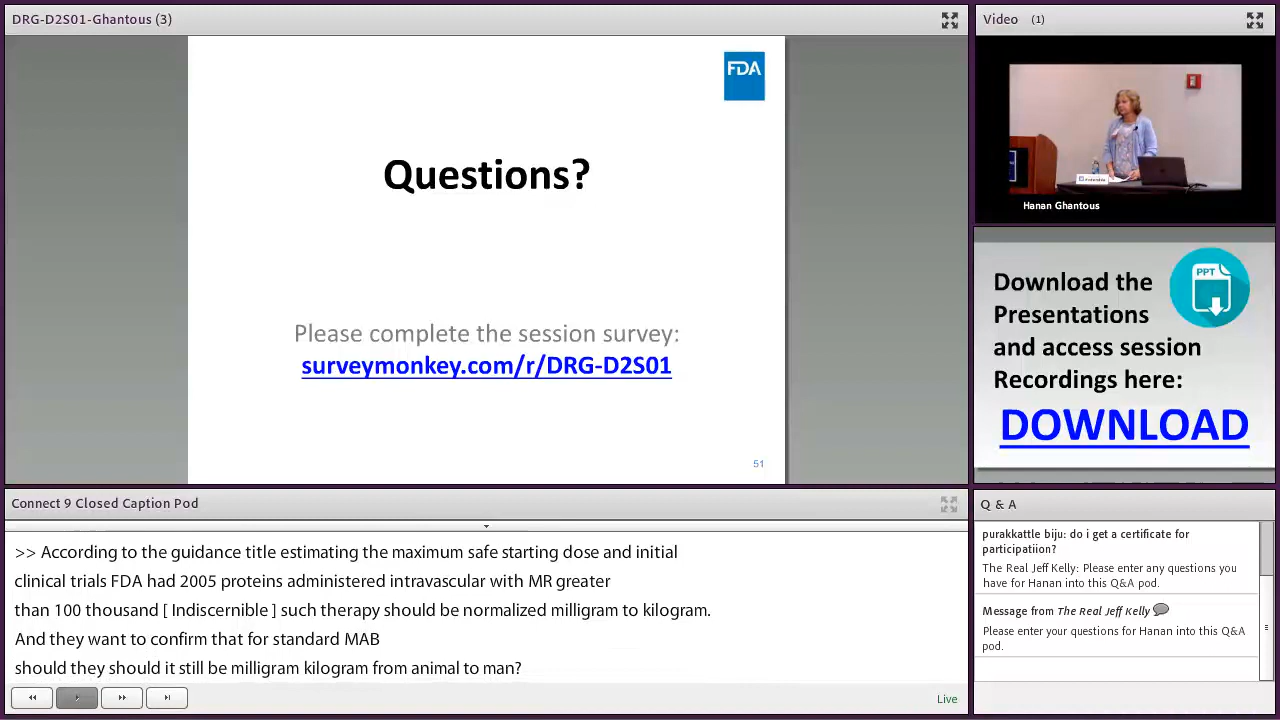 DRG-D2S01-Ghantous (3)
FDA
Questions?
Please complete the session survey:
surveymonkey.com/r/DRG-D2S01
51
Video (1)
Hanan Ghantous
Download the
Presentations
and access session
Recordings here:
DOWNLOAD
PPT
Connect 9 Closed Caption Pod
>> According to the guidance title estimating the maximum safe starting dose and initial
clinical trials FDA had 2005 proteins administered intravascular with MR greater
than 100 thousand [ Indiscernible ] such therapy should be normalized milligram to kilogram.
And they want to confirm that for standard MAB
should they should it still be milligram kilogram from animal to man?
Live
Q & A
purakkattle biju: do i get a certificate for
participatiion?
The Real Jeff Kelly: Please enter any questions you
have for Hanan into this Q&A pod.
Message from The Real Jeff Kelly
Please enter your questions for Hanan into this Q&A
pod.